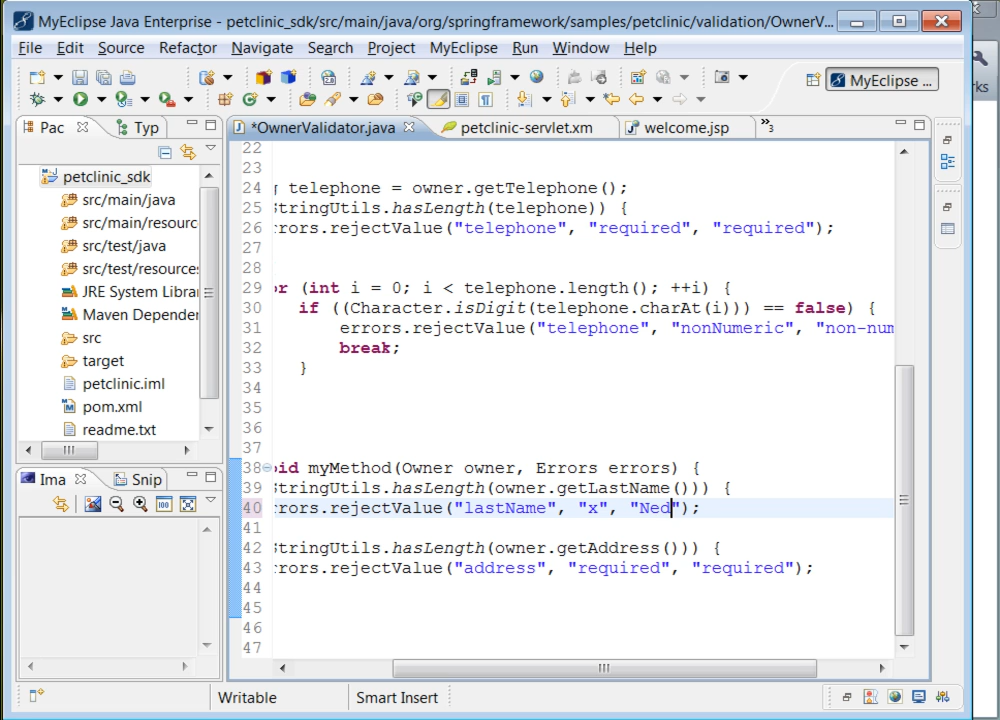 MyEclipse Java Enterprise - petclinic_sdk/src/main/java/org/springframework/samples/petclinic/validation/OwnerV...
File Edit Source Refactor Navigate Search Project MyEclipse Run Window Help
MyEclipse ...
Pac Typ
*OwnerValidator.java petclinic-servlet.xm welcome.jsp »3
petclinic_sdk
src/main/java
src/main/resourc
src/test/java
src/test/resources
JRE System Libra
Maven Depender
src
target
petclinic.iml
pom.xml
readme.txt
Ima Snip
22
23
24 g telephone = owner.getTelephone();
25 StringUtils.hasLength(telephone)) {
26 rrors.rejectValue("telephone", "required", "required");
27
28
29 or (int i = 0; i < telephone.length(); ++i) {
30 if ((Character.isDigit(telephone.charAt(i))) == false) {
31 errors.rejectValue("telephone", "nonNumeric", "non-num
32 break;
33 }
34
35
36
37
38 oid myMethod(Owner owner, Errors errors) {
39 StringUtils.hasLength(owner.getLastName())) {
40 rrors.rejectValue("lastName", "x", "Ned");
41
42 StringUtils.hasLength(owner.getAddress())) {
43 rrors.rejectValue("address", "required", "required");
44
45
46
47
Writable Smart Insert